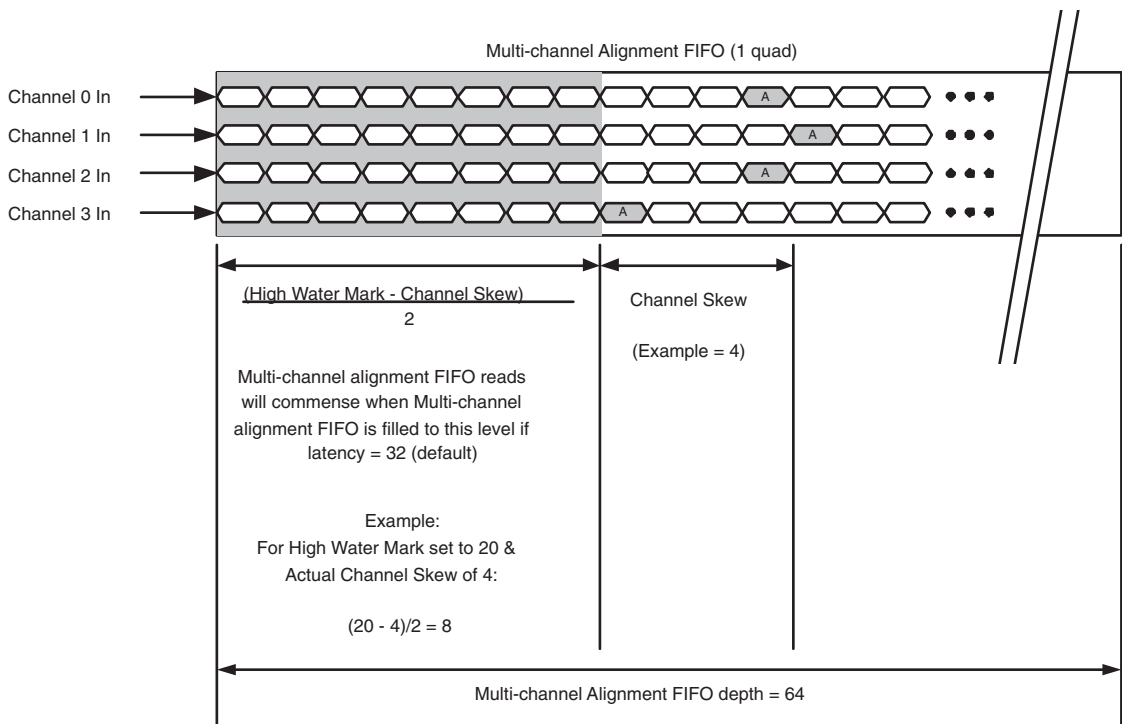 Multi-channel Alignment FIFO (1 quad)
Channel 0 In
A
Channel 1 In
A
Channel 2 In
A
Channel 3 In
A
(High Water Mark - Channel Skew)
2
Channel Skew
(Example = 4)
Multi-channel alignment FIFO reads
will commense when Multi-channel
alignment FIFO is filled to this level if
latency = 32 (default)
Example:
For High Water Mark set to 20 &
Actual Channel Skew of 4:
(20 - 4)/2 = 8
Multi-channel Alignment FIFO depth = 64